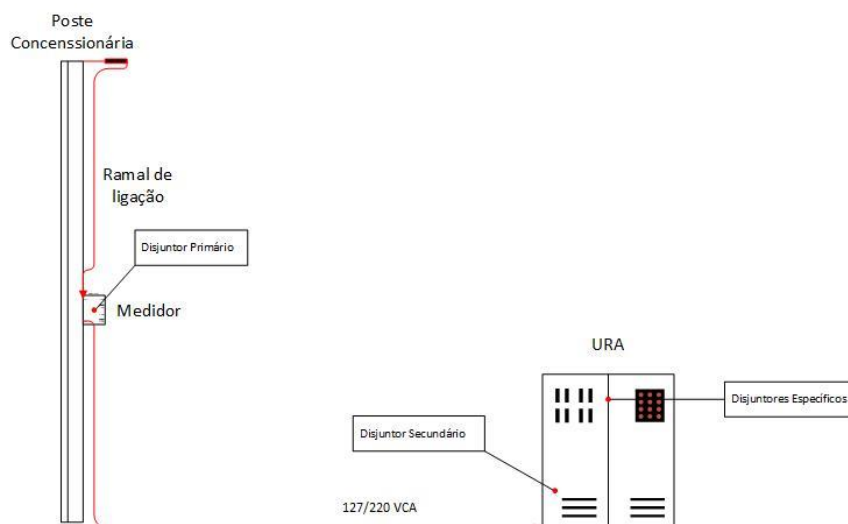 Poste
Concenssionária
Ramal de
ligação
Disjuntor Primário
Medidor
URA
Disjuntores Específicos
Disjuntor Secundário
127/220 VCA